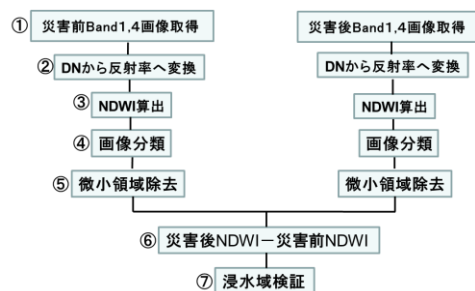 ① 災害前Band1,4画像取得
災害後Band1,4画像取得
② DNから反射率へ変換
DNから反射率へ変換
③ NDWI算出
NDWI算出
④ 画像分類
画像分類
⑤ 微小領域除去
微小領域除去
⑥ 災害後NDWI－災害前NDWI
⑦ 浸水域検証